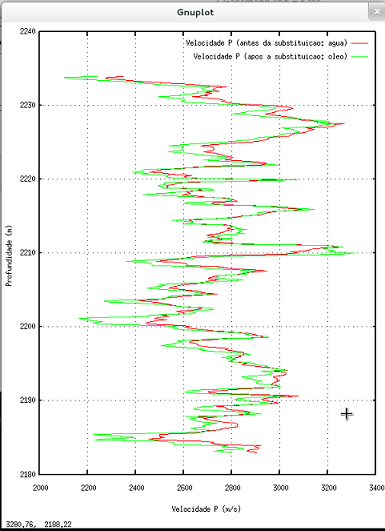 Gnuplot
Velocidade P (antes da substituicao: agua)
Velocidade P (apos a substituicao: oleo)
2240
2230
2220
2210
2200
2190
2180
Profundidade (m)
2000 2200 2400 2600 2800 3000 3200 3400
Velocidade P (m/s)
3280,76, 2188,22